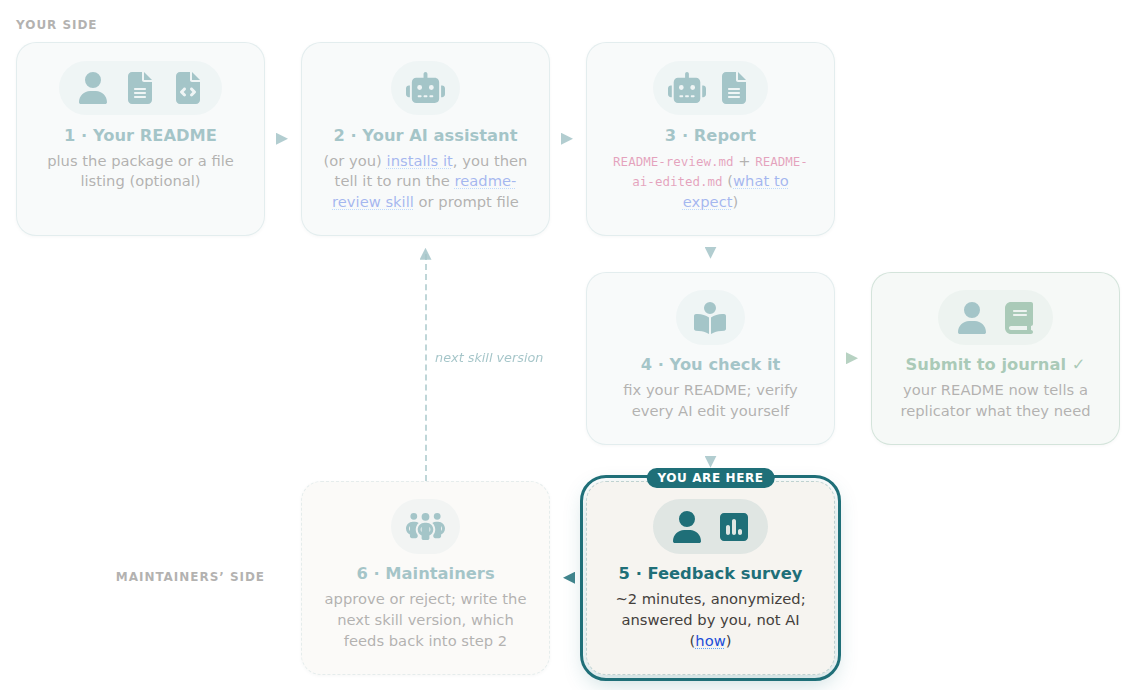 YOUR SIDE
1 · Your README
plus the package or a file
listing (optional)
2 · Your AI assistant
(or you) installs it, you then
tell it to run the readme-
review skill or prompt file
3 · Report
README-review.md + README-
ai-edited.md (what to
expect)
next skill version
4 · You check it
fix your README; verify
every AI edit yourself
Submit to journal ✓
your README now tells a
replicator what they need
YOU ARE HERE
MAINTAINERS’ SIDE
6 · Maintainers
approve or reject; write the
next skill version, which
feeds back into step 2
5 · Feedback survey
~2 minutes, anonymized;
answered by you, not AI
(how)